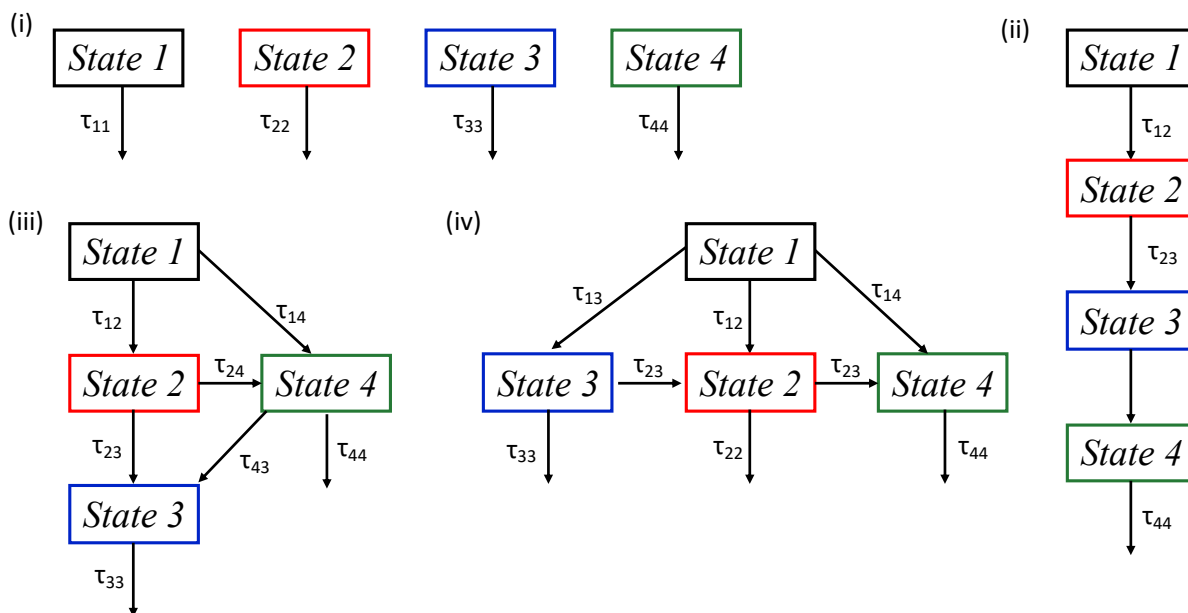 (i)
State 1
State 2
State 3
State 4
τ11
τ22
τ33
τ44
(ii)
State 1
τ12
State 2
τ23
State 3
State 4
τ44
(iii)
State 1
τ12
τ14
State 2
τ24
State 4
τ23
τ43
τ44
State 3
τ33
(iv)
State 1
τ13
τ12
τ14
State 3
τ23
State 2
τ23
State 4
τ33
τ22
τ44